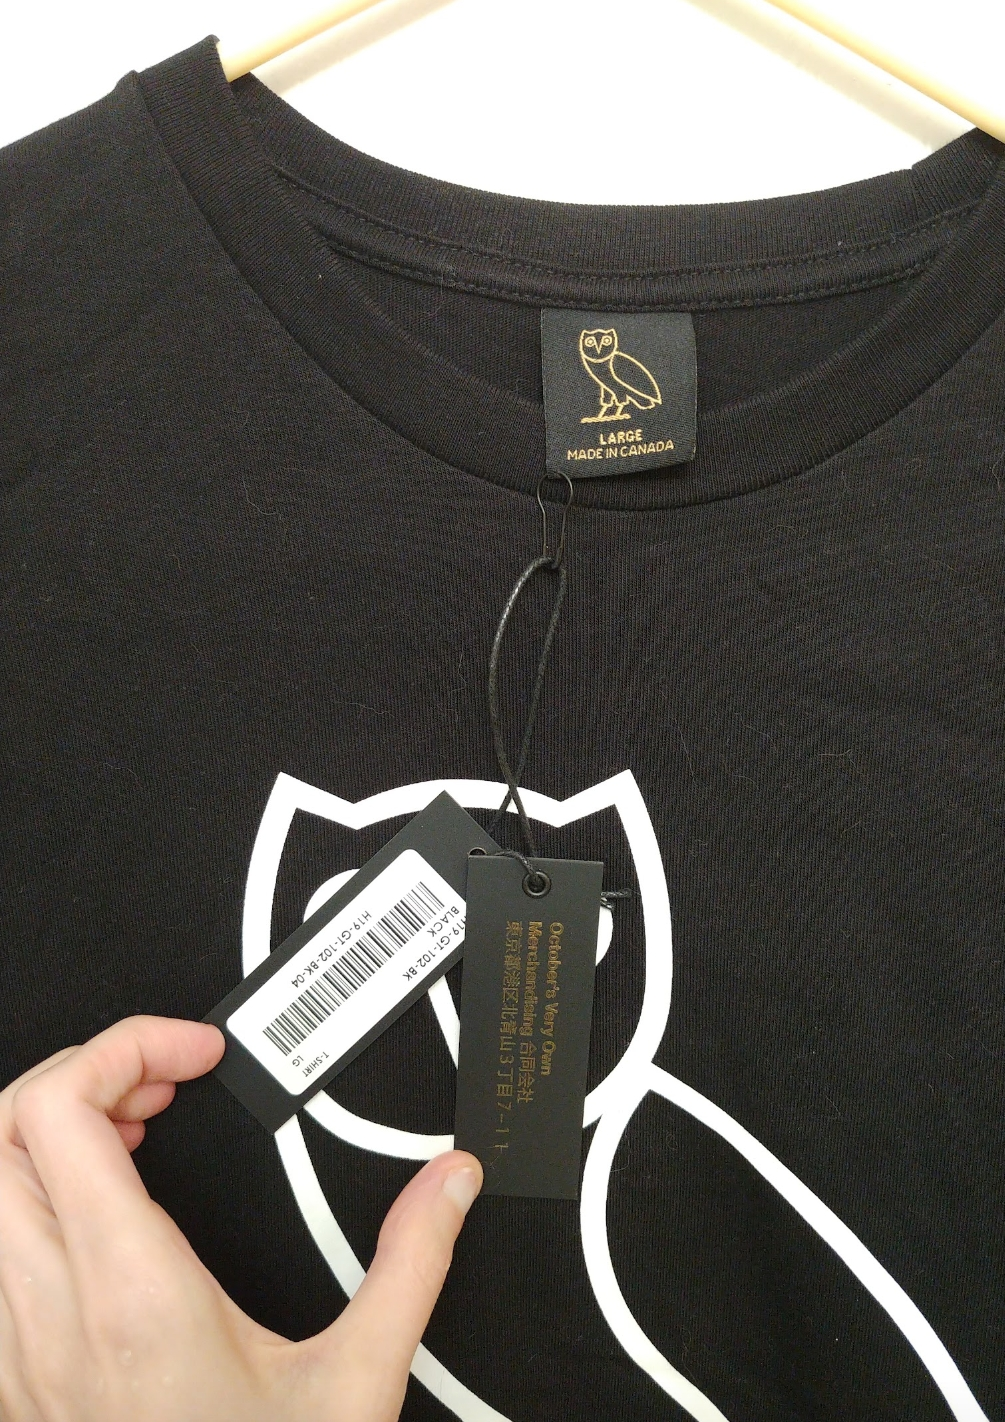 LARGE
MADE IN CANADA
H19-GT-102-BK
BLACK
H19-GT-102-BK-04
T-SHIRT
LG
October's Very Own
Merchandising 合同会社
東京都港区北青山3丁目7-11